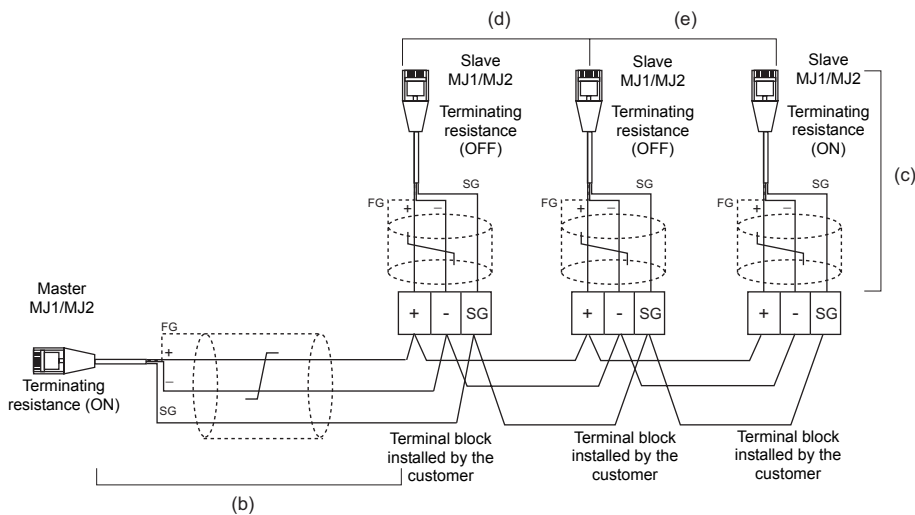 (d)
(e)
Slave
MJ1/MJ2
Terminating
resistance
(OFF)
Slave
MJ1/MJ2
Terminating
resistance
(OFF)
Slave
MJ1/MJ2
Terminating
resistance
(ON)
(c)
SG
FG
+
−
SG
FG
+
−
SG
FG
+
−
+
-
SG
+
-
SG
+
-
SG
Master
MJ1/MJ2
FG
+
−
SG
Terminating
resistance (ON)
Terminal block
installed by the
customer
Terminal block
installed by the
customer
Terminal block
installed by the
customer
(b)